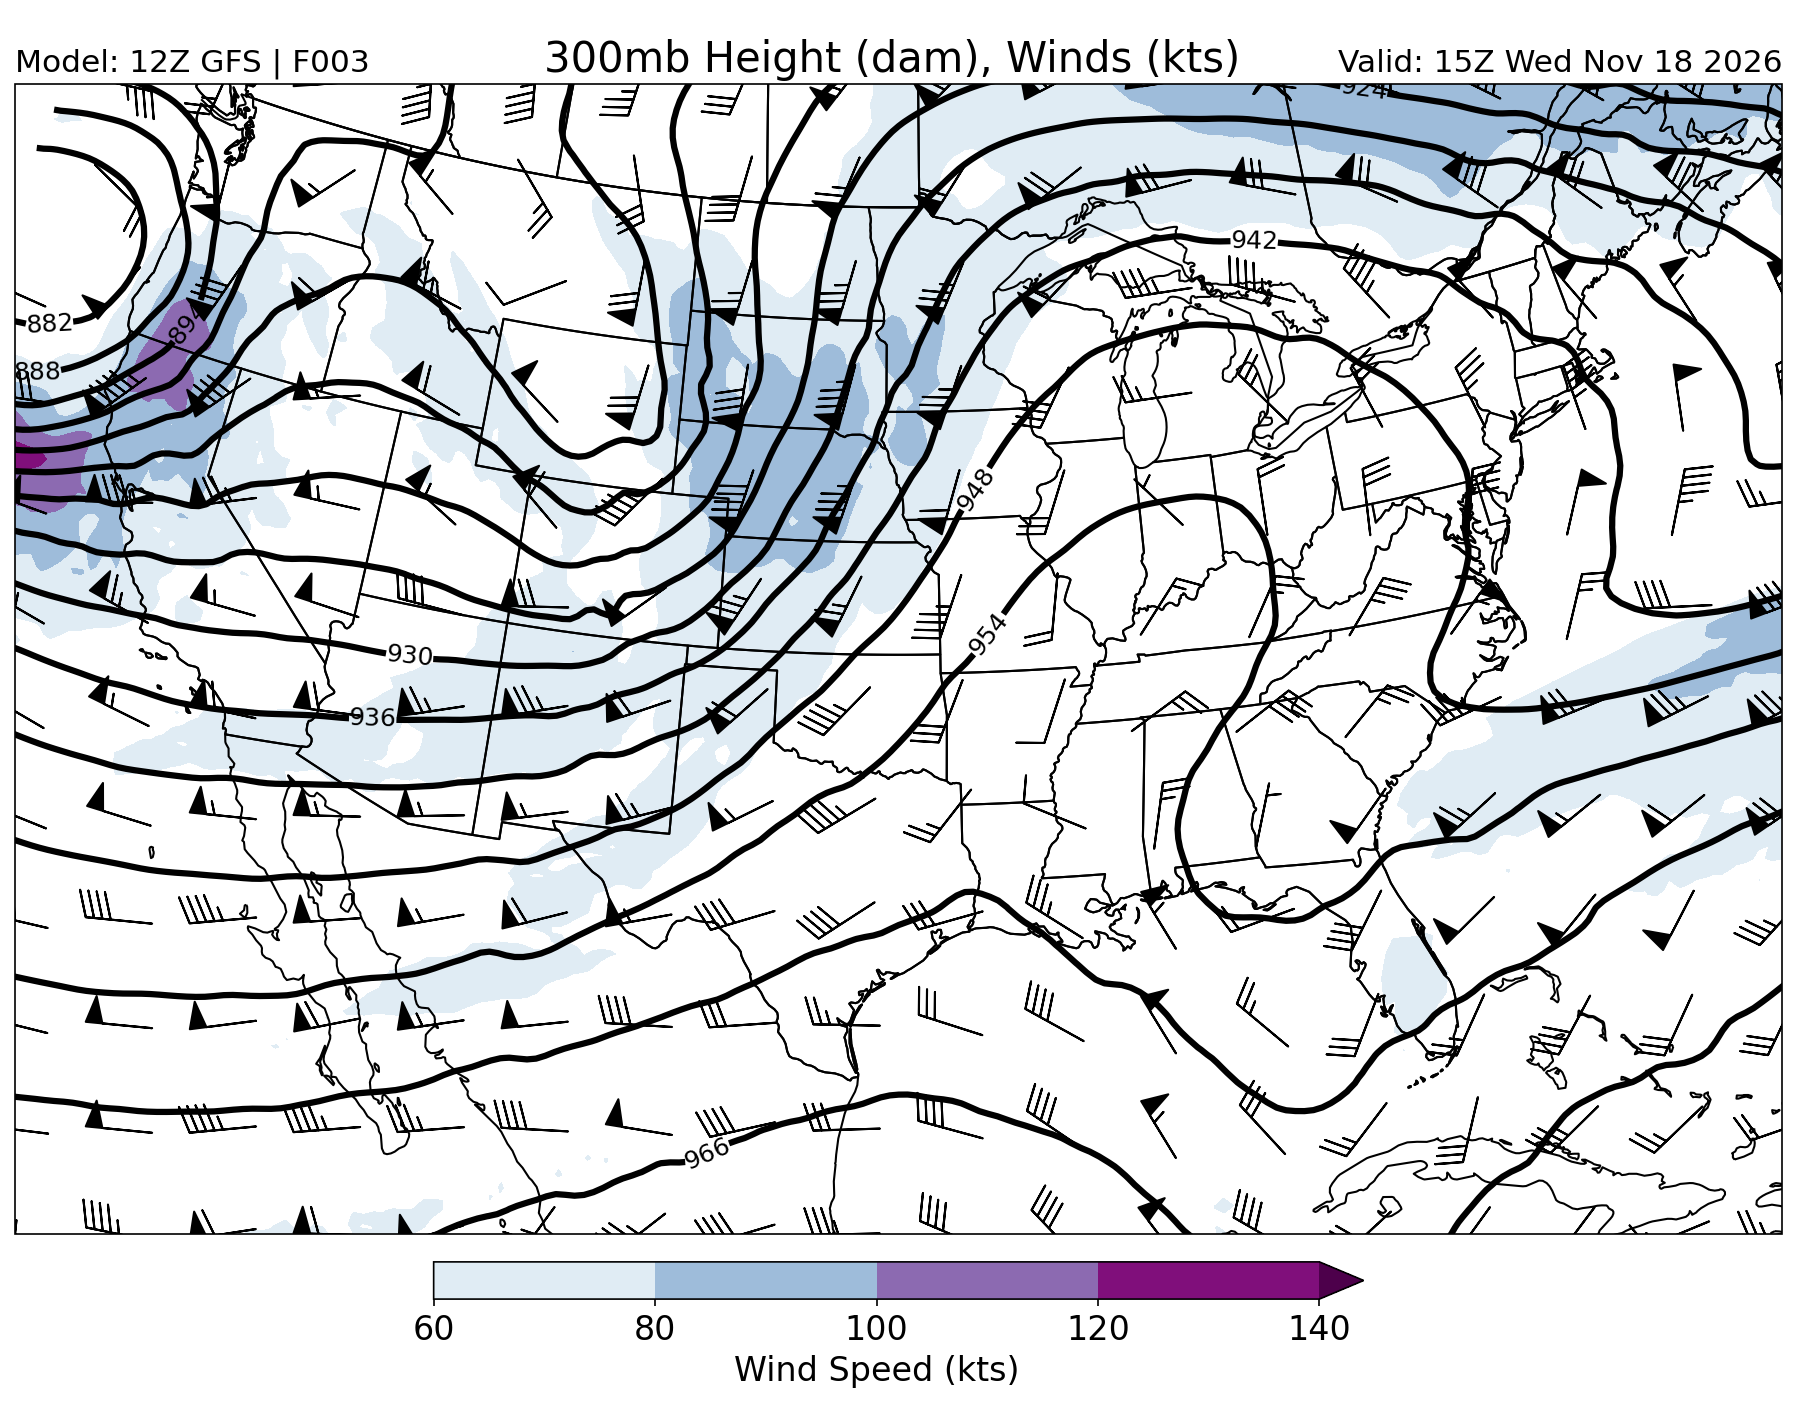 Model: 12Z GFS | F003
300mb Height (dam), Winds (kts)
Valid: 15Z Wed Nov 18 2026
924
942
882
894
888
948
954
930
936
966
60 80 100 120 140
Wind Speed (kts)